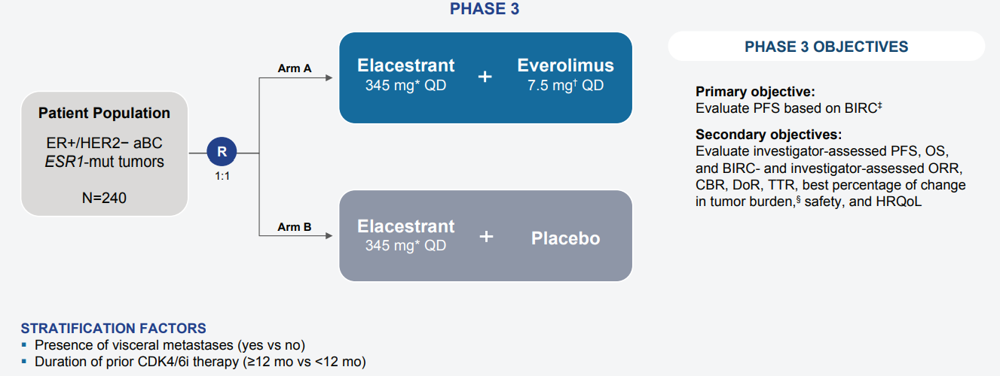 PHASE 3
Patient Population
ER+/HER2− aBC
ESR1-mut tumors
N=240
R
1:1
Arm A
Elacestrant
345 mg* QD
+
Everolimus
7.5 mg† QD
Arm B
Elacestrant
345 mg* QD
+
Placebo
PHASE 3 OBJECTIVES
Primary objective:
Evaluate PFS based on BIRC‡
Secondary objectives:
Evaluate investigator-assessed PFS, OS,
and BIRC- and investigator-assessed ORR,
CBR, DoR, TTR, best percentage of change
in tumor burden,§ safety, and HRQoL
STRATIFICATION FACTORS
▪ Presence of visceral metastases (yes vs no)
▪ Duration of prior CDK4/6i therapy (≥12 mo vs <12 mo)